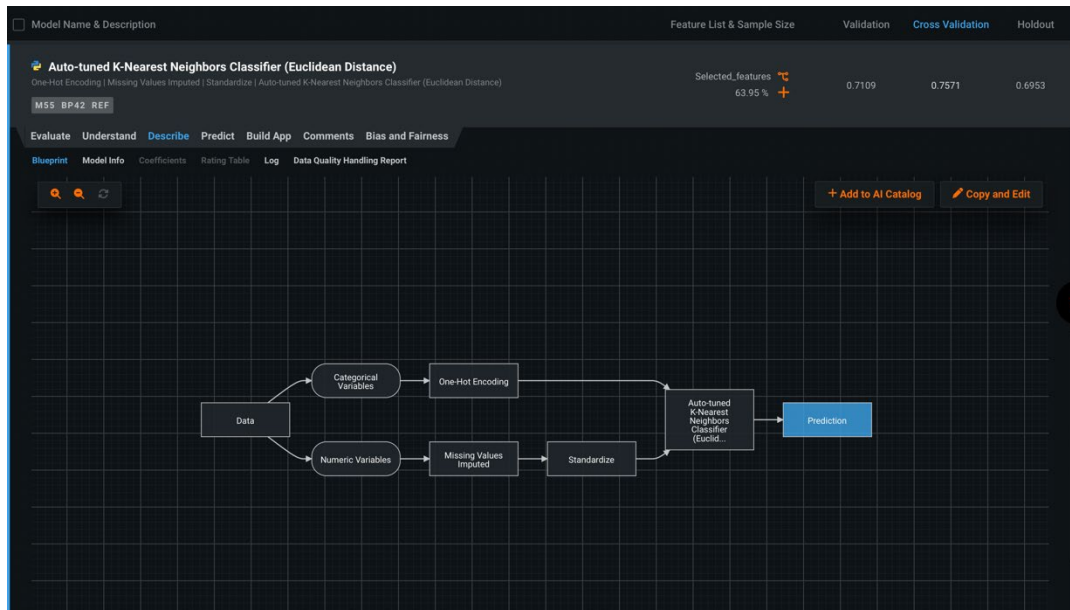 Model Name & Description
Feature List & Sample Size
Validation
Cross Validation
Holdout
Auto-tuned K-Nearest Neighbors Classifier (Euclidean Distance)
One-Hot Encoding | Missing Values Imputed | Standardize | Auto-tuned K-Nearest Neighbors Classifier (Euclidean Distance)
M55 BP42 REF
Selected_features
63.95 %
0.7109
0.7571
0.6953
Evaluate Understand Describe Predict Build App Comments Bias and Fairness
Blueprint Model Info Coefficients Rating Table Log Data Quality Handling Report
+ Add to AI Catalog
Copy and Edit
Data
Categorical
Variables
One-Hot Encoding
Numeric Variables
Missing Values
Imputed
Standardize
Auto-tuned
K-Nearest
Neighbors
Classifier
(Euclid...
Prediction